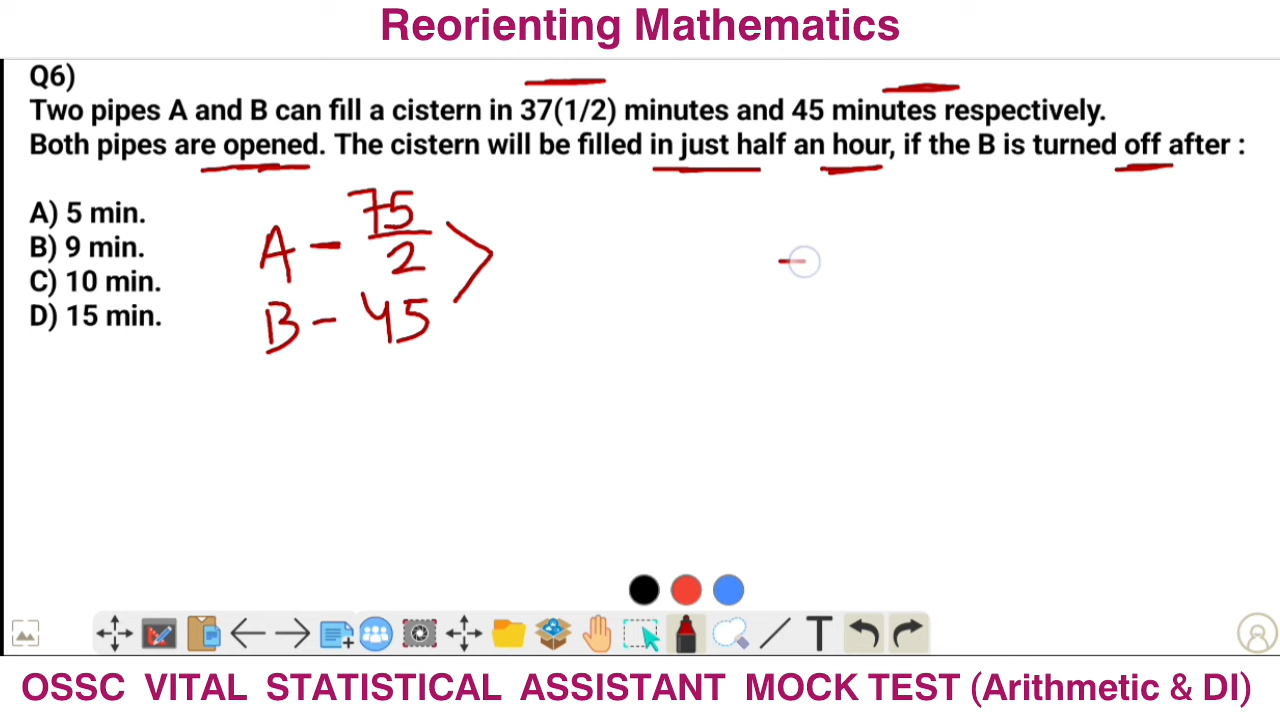 Reorienting Mathematics
Q6)
Two pipes A and B can fill a cistern in 37(1/2) minutes and 45 minutes respectively.
Both pipes are opened. The cistern will be filled in just half an hour, if the B is turned off after :
A) 5 min.
B) 9 min.
C) 10 min.
D) 15 min.
A - 75/2
B - 45
T
OSSC VITAL STATISTICAL ASSISTANT MOCK TEST (Arithmetic & DI)